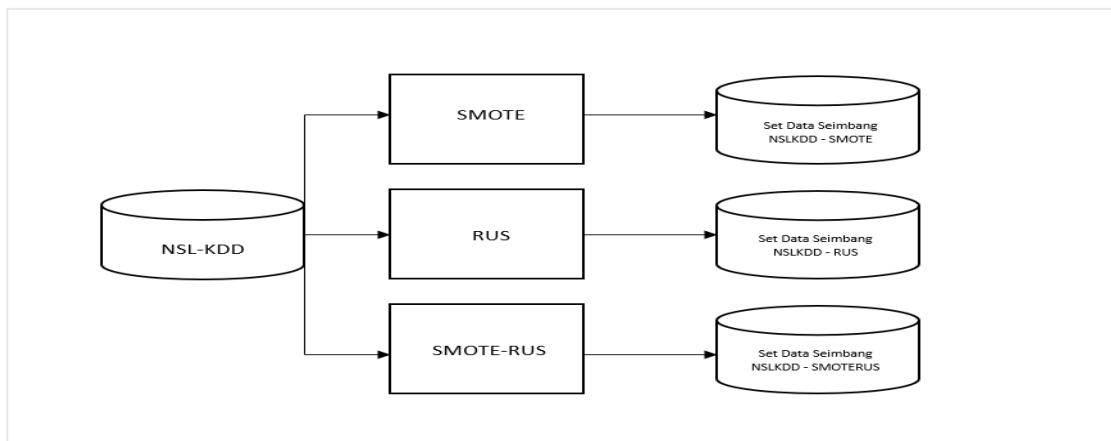 SMOTE
Set Data Seimbang
NSLKDD - SMOTE
NSL-KDD
RUS
Set Data Seimbang
NSLKDD - RUS
SMOTE-RUS
Set Data Seimbang
NSLKDD - SMOTERUS